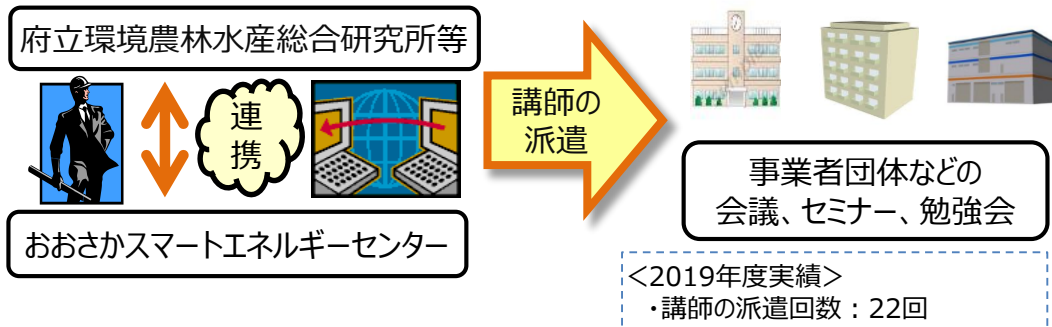 府立環境農林水産総合研究所等
連
携
おおさかスマートエネルギーセンター
講師の
派遣
事業者団体などの
会議、セミナー、勉強会
<2019年度実績>
・講師の派遣回数：22回